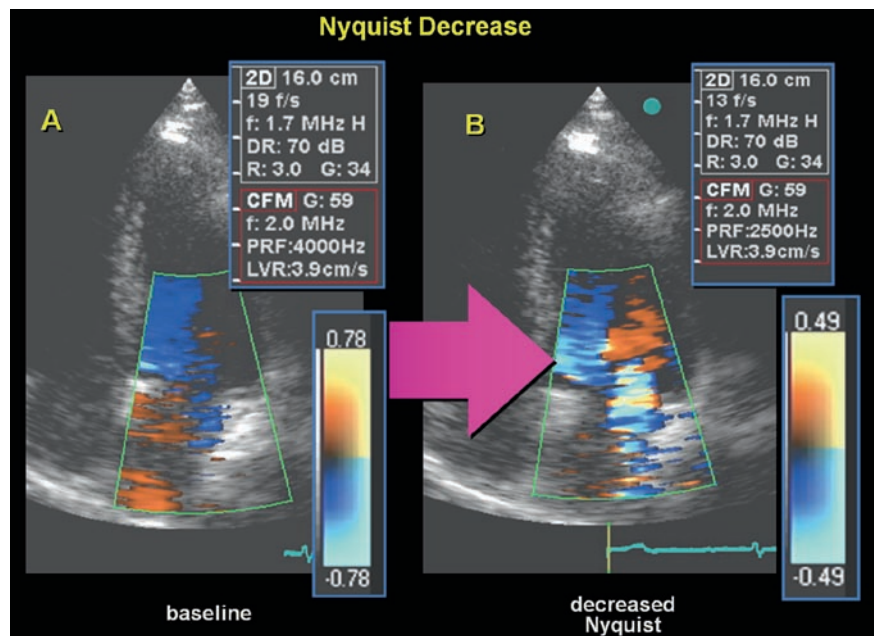 Nyquist Decrease
A
2D 16.0 cm
19 f/s
f: 1.7 MHz H
DR: 70 dB
R: 3.0 G: 34
CFM G: 59
f: 2.0 MHz
PRF:4000Hz
LVR:3.9cm/s
0.78
-0.78
baseline
B
2D 16.0 cm
13 f/s
f: 1.7 MHz H
DR: 70 dB
R: 3.0 G: 34
CFM G: 59
f: 2.0 MHz
PRF:2500Hz
LVR:3.9cm/s
0.49
-0.49
decreased
Nyquist